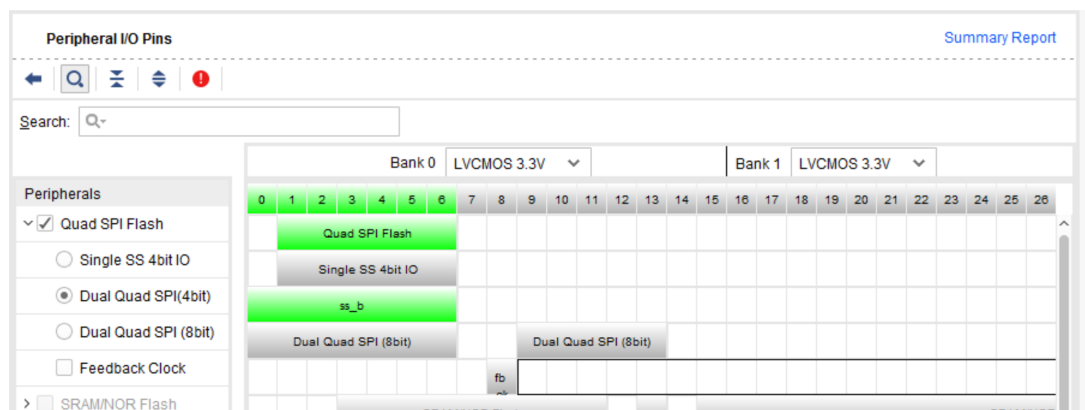 Peripheral I/O Pins
Summary Report
Search:
Bank 0 LVCMOS 3.3V Bank 1 LVCMOS 3.3V
Peripherals
0 1 2 3 4 5 6 7 8 9 10 11 12 13 14 15 16 17 18 19 20 21 22 23 24 25 26
Quad SPI Flash
Quad SPI Flash
Single SS 4bit IO
Single SS 4bit IO
Dual Quad SPI(4bit)
ss_b
Dual Quad SPI (8bit)
Dual Quad SPI (8bit) Dual Quad SPI (8bit)
Feedback Clock
fb
SRAM/NOR Flash